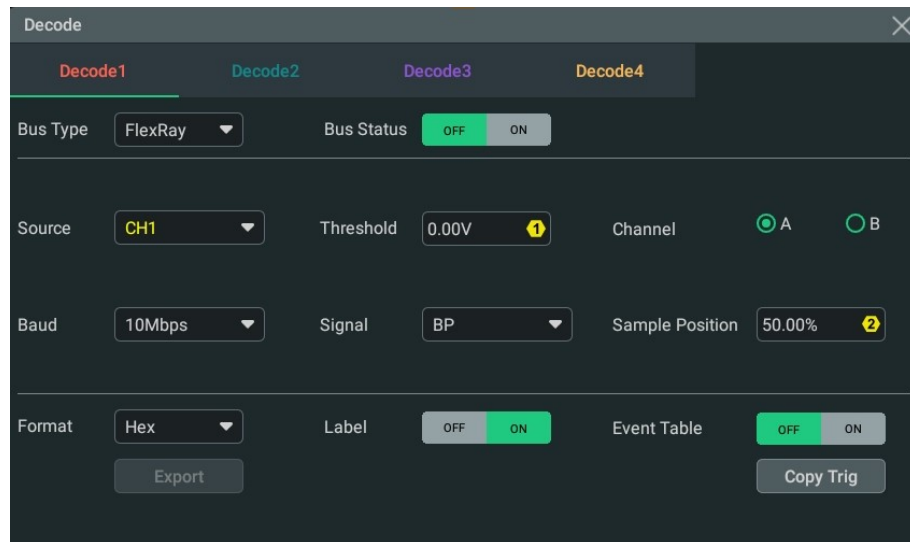 Decode
Decode1 Decode2 Decode3 Decode4
Bus Type FlexRay Bus Status OFF ON
Source CH1 Threshold 0.00V 1 Channel A B
Baud 10Mbps Signal BP Sample Position 50.00% 2
Format Hex Label OFF ON Event Table OFF ON
Export Copy Trig